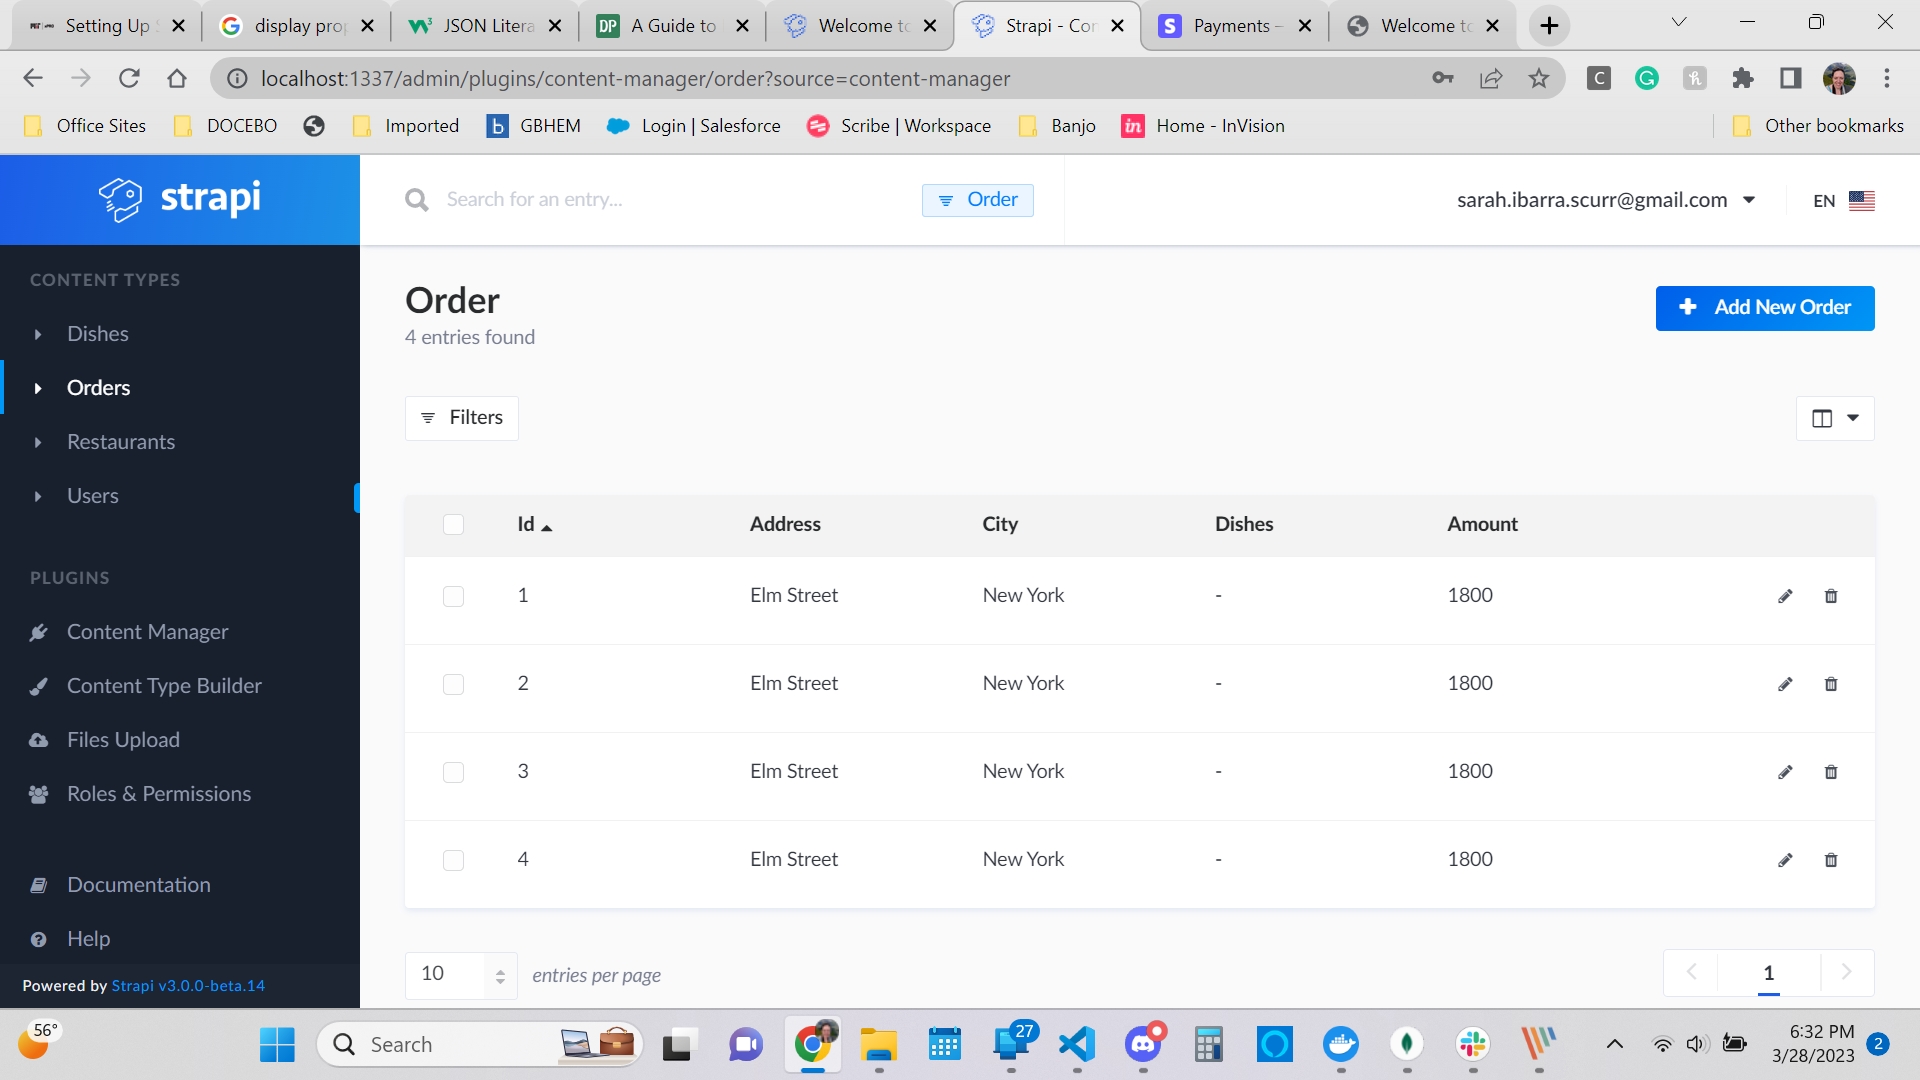 Setting Up
display pro
JSON Litera
DP
A Guide to
Welcome to
Strapi - Con
S
Payments -
Welcome to
localhost:1337/admin/plugins/content-manager/order?source=content-manager
C
Office Sites
DOCEBO
Imported
b
GBHEM
Login | Salesforce
Scribe | Workspace
Banjo
in
Home - InVision
Other bookmarks
strapi
Search for an entry...
Order
sarah.ibarra.scurr@gmail.com
EN
CONTENT TYPES
Dishes
Orders
Restaurants
Users
PLUGINS
Content Manager
Content Type Builder
Files Upload
Roles & Permissions
Documentation
Help
Powered by Strapi v3.0.0-beta.14
Order
4 entries found
Add New Order
Filters
Id Address City Dishes Amount
1 Elm Street New York - 1800
2 Elm Street New York - 1800
3 Elm Street New York - 1800
4 Elm Street New York - 1800
10 entries per page
1
56°
Search
27
6:32 PM
3/28/2023
2